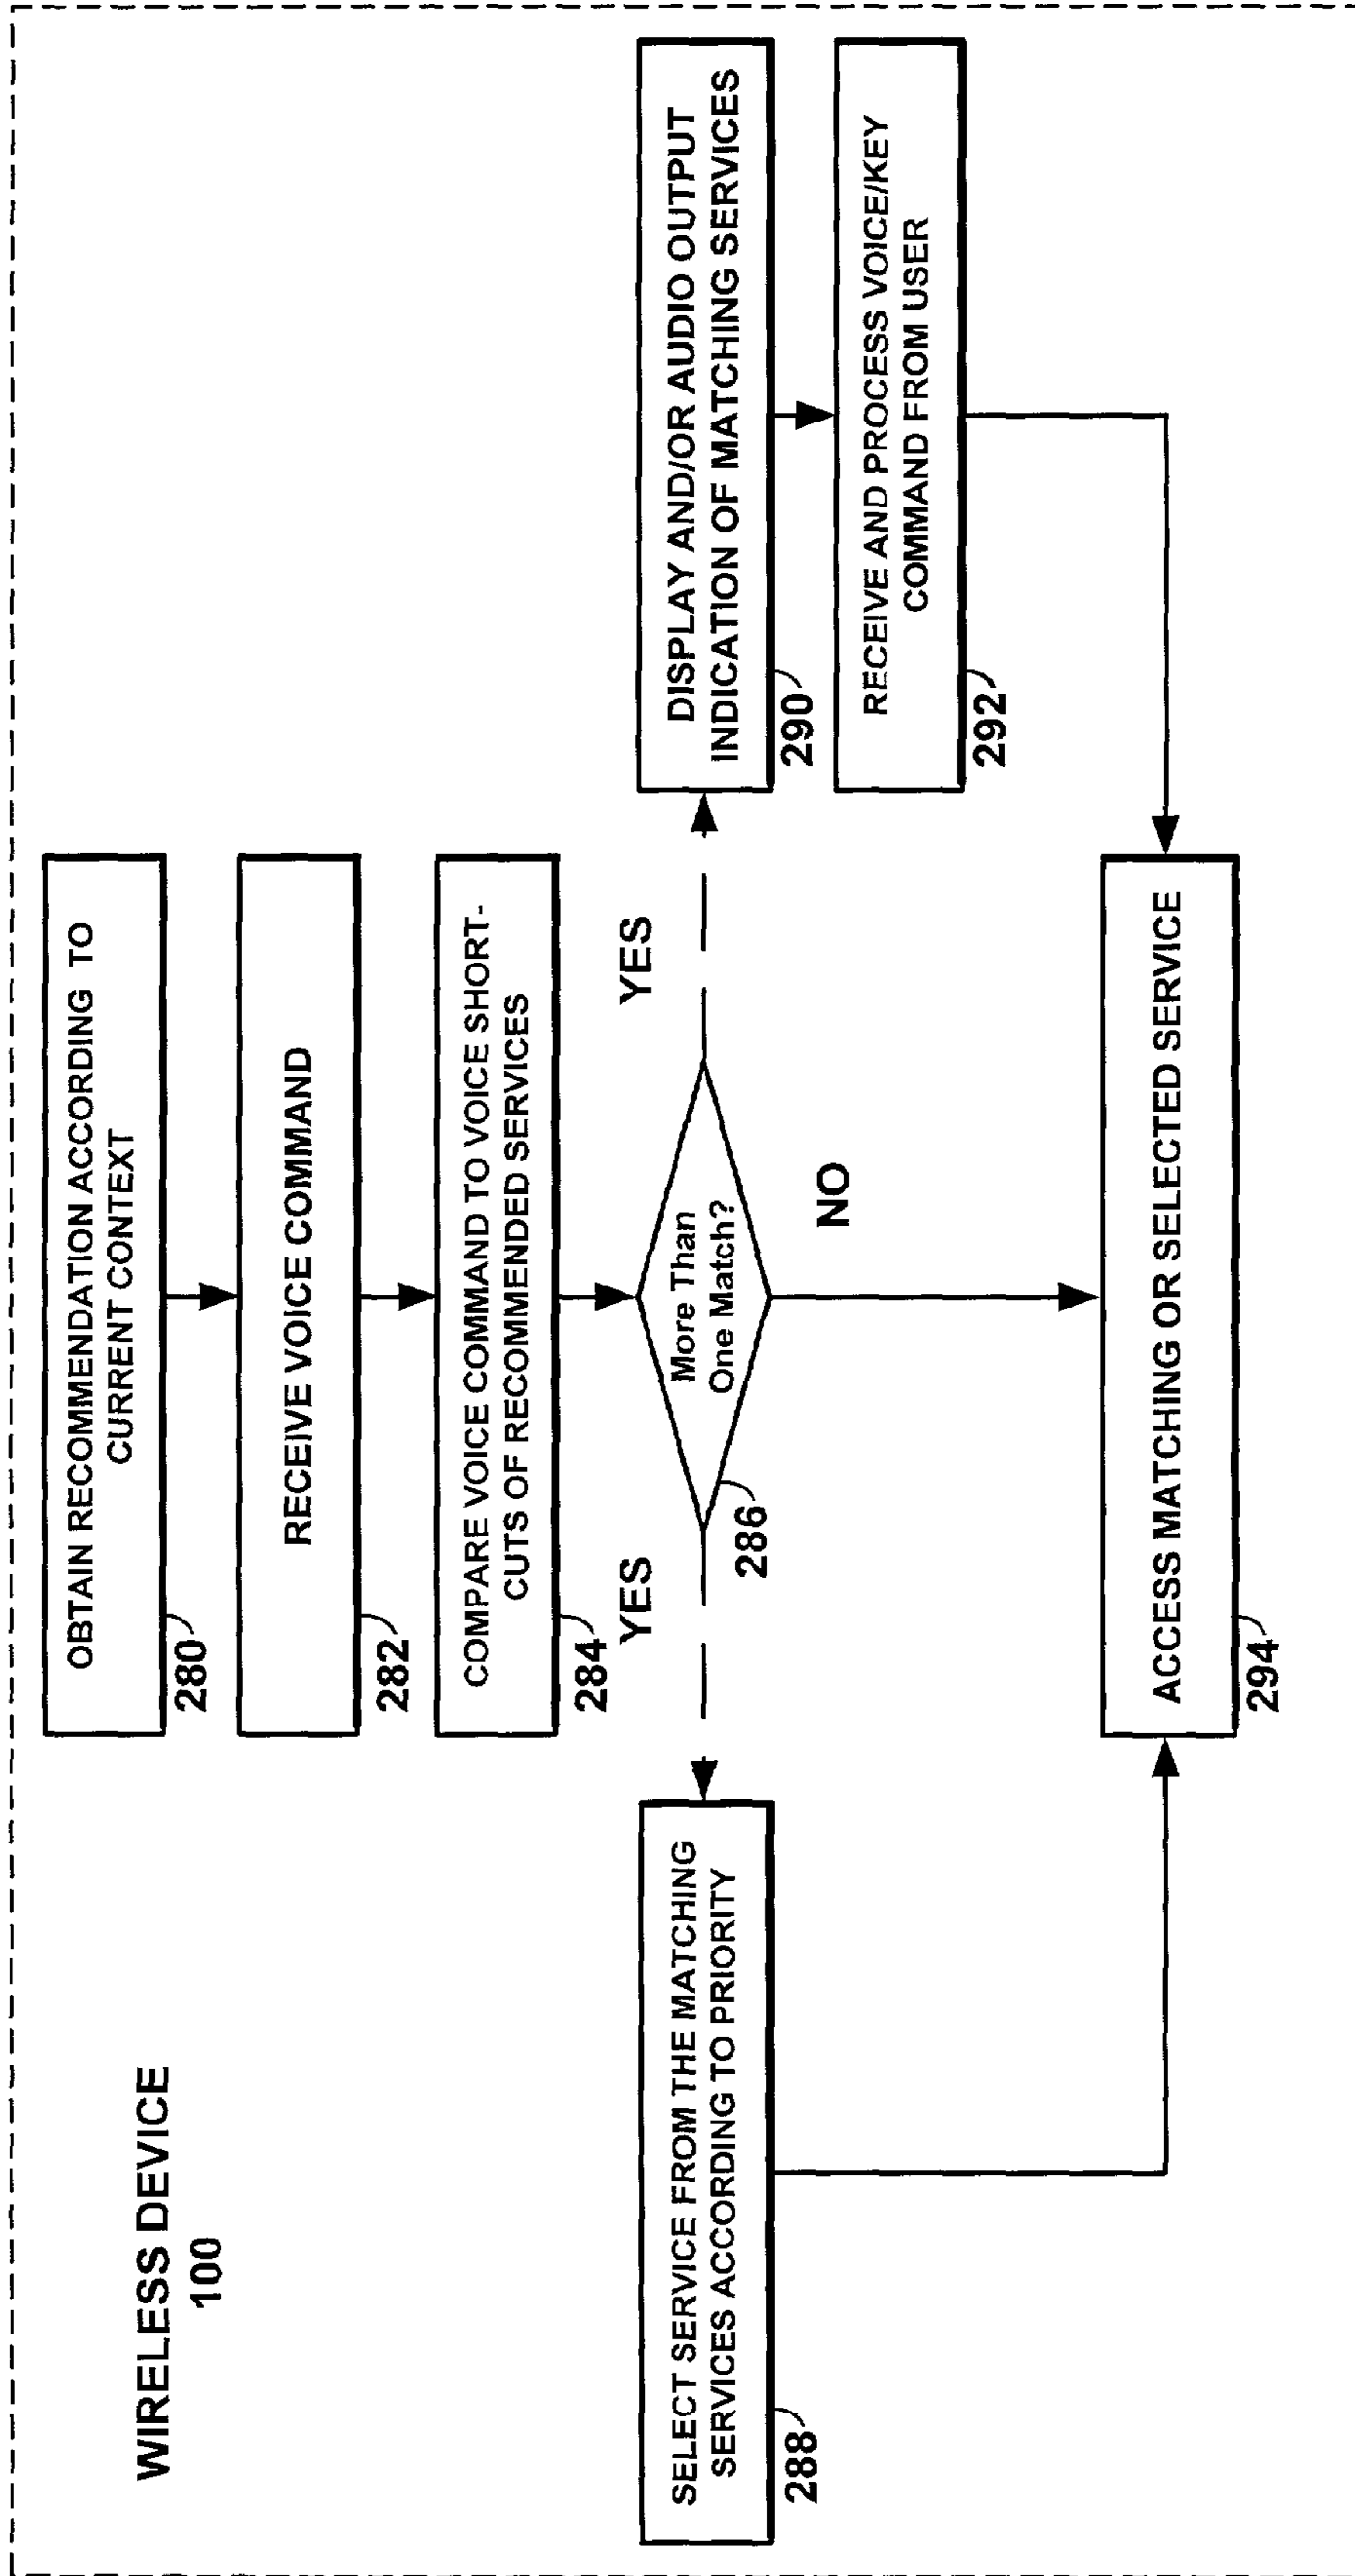 WIRELESS DEVICE
100
OBTAIN RECOMMENDATION ACCORDING TO
CURRENT CONTEXT
280
RECEIVE VOICE COMMAND
282
COMPARE VOICE COMMAND TO VOICE SHORT-
CUTS OF RECOMMENDED SERVICES
284
YES
YES
More Than
One Match?
286
NO
SELECT SERVICE FROM THE MATCHING
SERVICES ACCORDING TO PRIORITY
288
DISPLAY AND/OR AUDIO OUTPUT
INDICATION OF MATCHING SERVICES
290
RECEIVE AND PROCESS VOICE/KEY
COMMAND FROM USER
292
ACCESS MATCHING OR SELECTED SERVICE
294